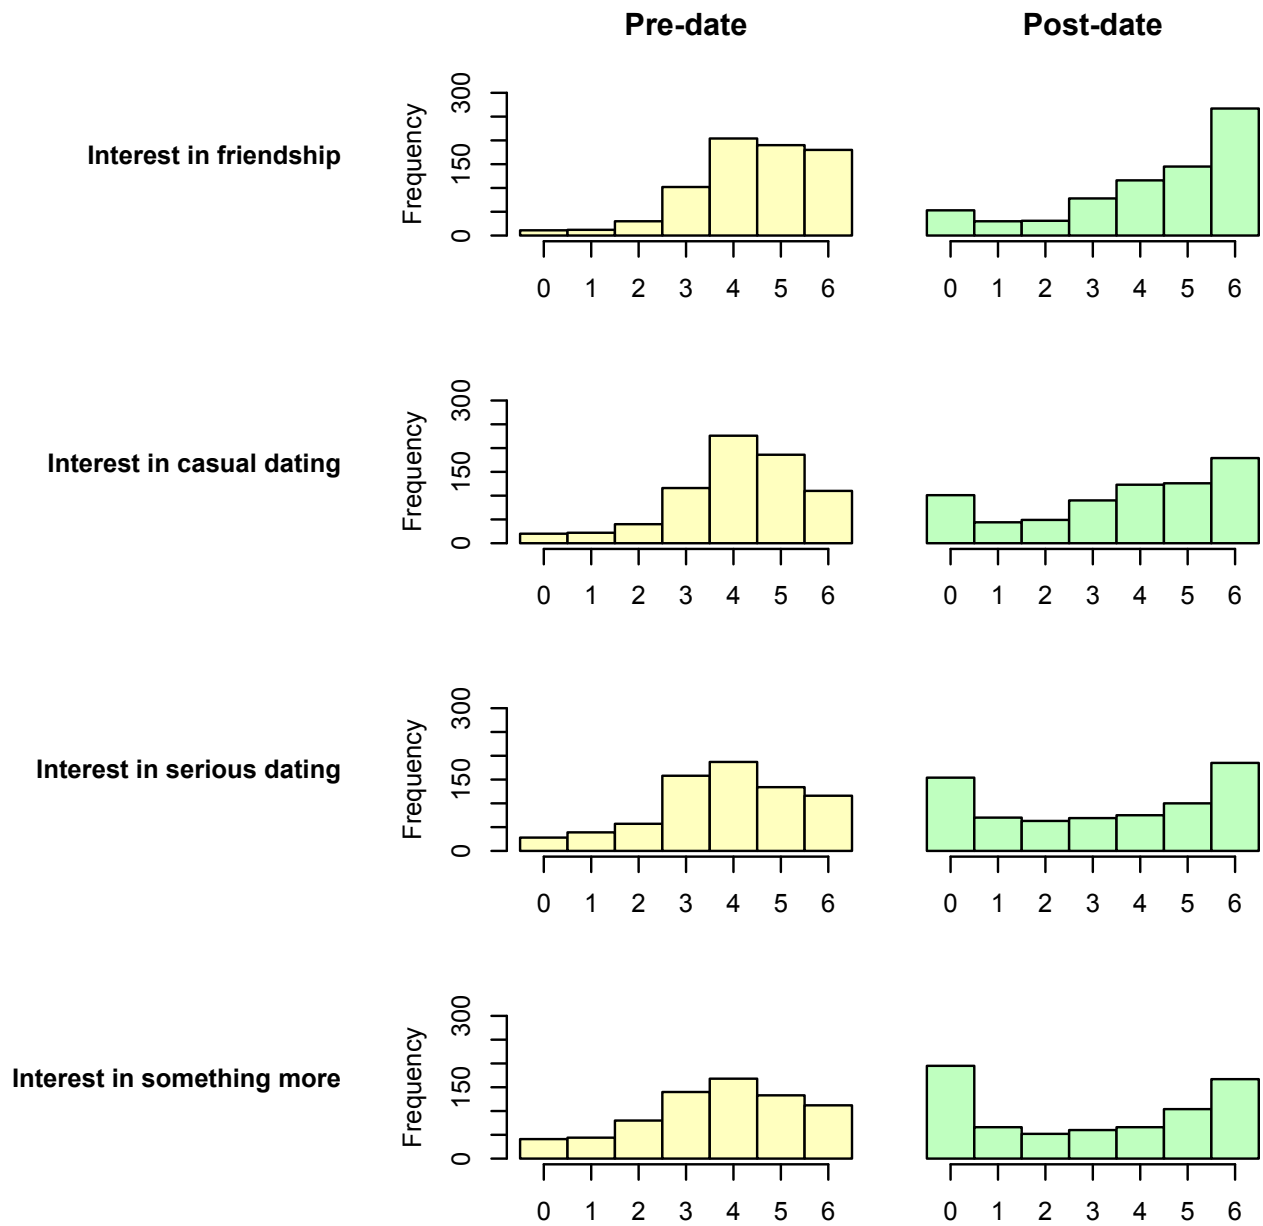 Pre-date Post-date
Interest in friendship
Frequency
0 150 300
0 1 2 3 4 5 6
0 1 2 3 4 5 6
Interest in casual dating
Frequency
0 150 300
0 1 2 3 4 5 6
0 1 2 3 4 5 6
Interest in serious dating
Frequency
0 150 300
0 1 2 3 4 5 6
0 1 2 3 4 5 6
Interest in something more
Frequency
0 150 300
0 1 2 3 4 5 6
0 1 2 3 4 5 6